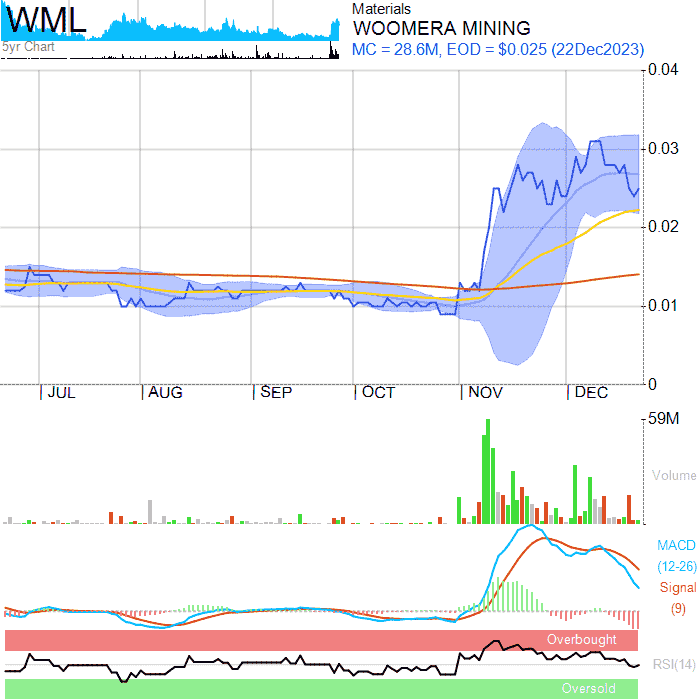 WML
5yr Chart
Materials
WOOMERA MINING
MC = 28.6M, EOD = $0.025 (22Dec2023)
0.04
0.03
0.02
0.01
0
JUL AUG SEP OCT NOV DEC
59M
Volume
MACD
(12-26)
Signal
(9)
Overbought
RSI(14)
Oversold